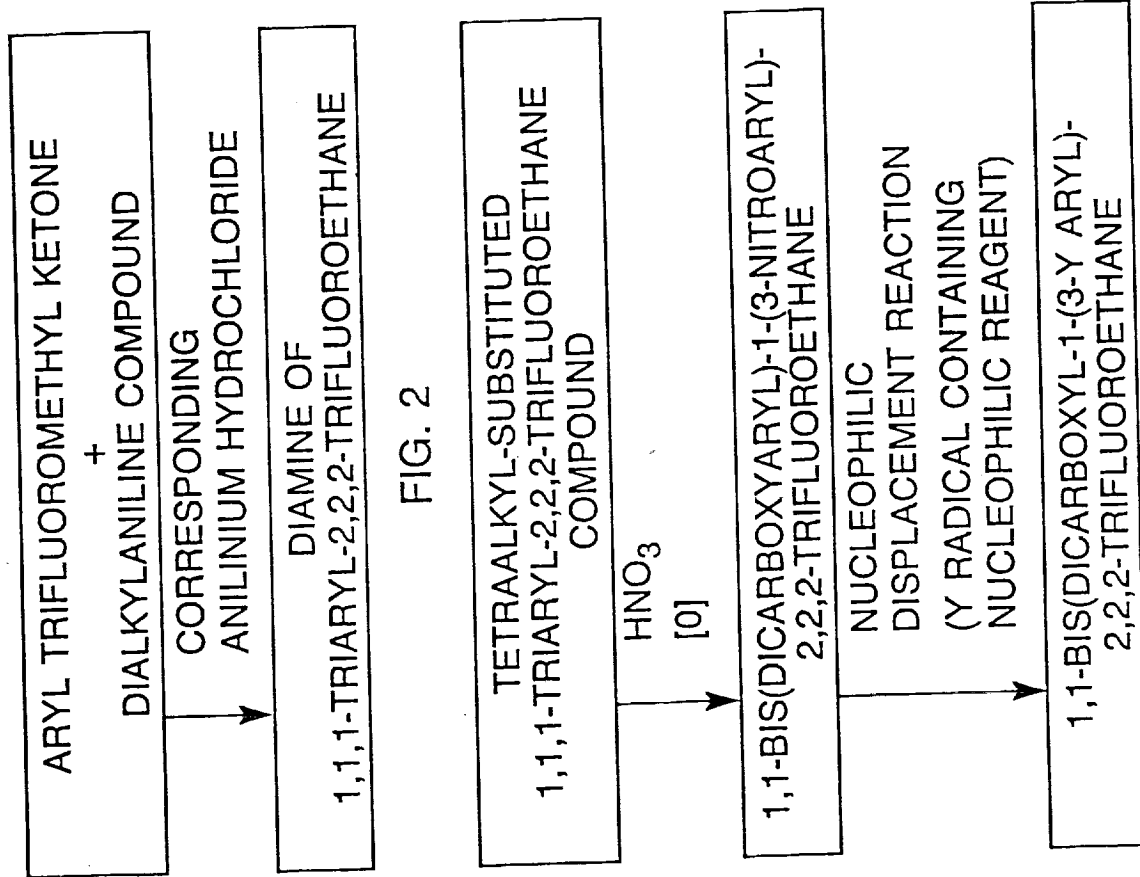 ARYL TRIFLUOROMETHYL KETONE
+
DIALKYLANILINE COMPOUND
CORRESPONDING
ANILINIUM HYDROCHLORIDE
DIAMINE OF
1,1,1-TRIARYL-2,2,2-TRIFLUOROETHANE
FIG. 2
TETRAALKYL-SUBSTITUTED
1,1,1-TRIARYL-2,2,2-TRIFLUOROETHANE
COMPOUND
HNO3
[0]
1,1-BIS(DICARBOXYARYL)-1-(3-NITROARYL)-
2,2,2-TRIFLUOROETHANE
NUCLEOPHILIC
DISPLACEMENT REACTION
(Y RADICAL CONTAINING
NUCLEOPHILIC REAGENT)
1,1-BIS(DICARBOXYL-1-(3-Y ARYL)-
2,2,2-TRIFLUOROETHANE